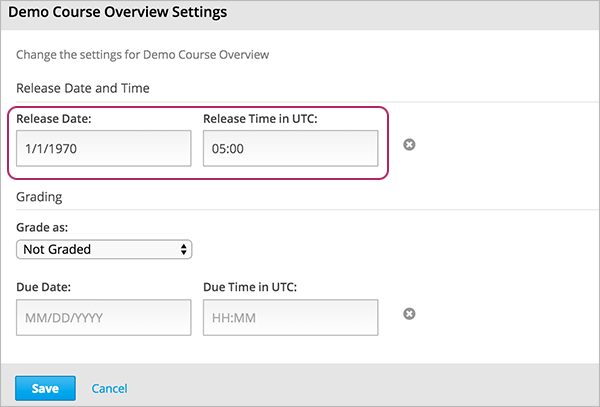 Demo Course Overview Settings
Change the settings for Demo Course Overview
Release Date and Time
Release Date: Release Time in UTC:
1/1/1970 05:00
Grading
Grade as:
Not Graded
Due Date: Due Time in UTC:
MM/DD/YYYY HH:MM
Save Cancel